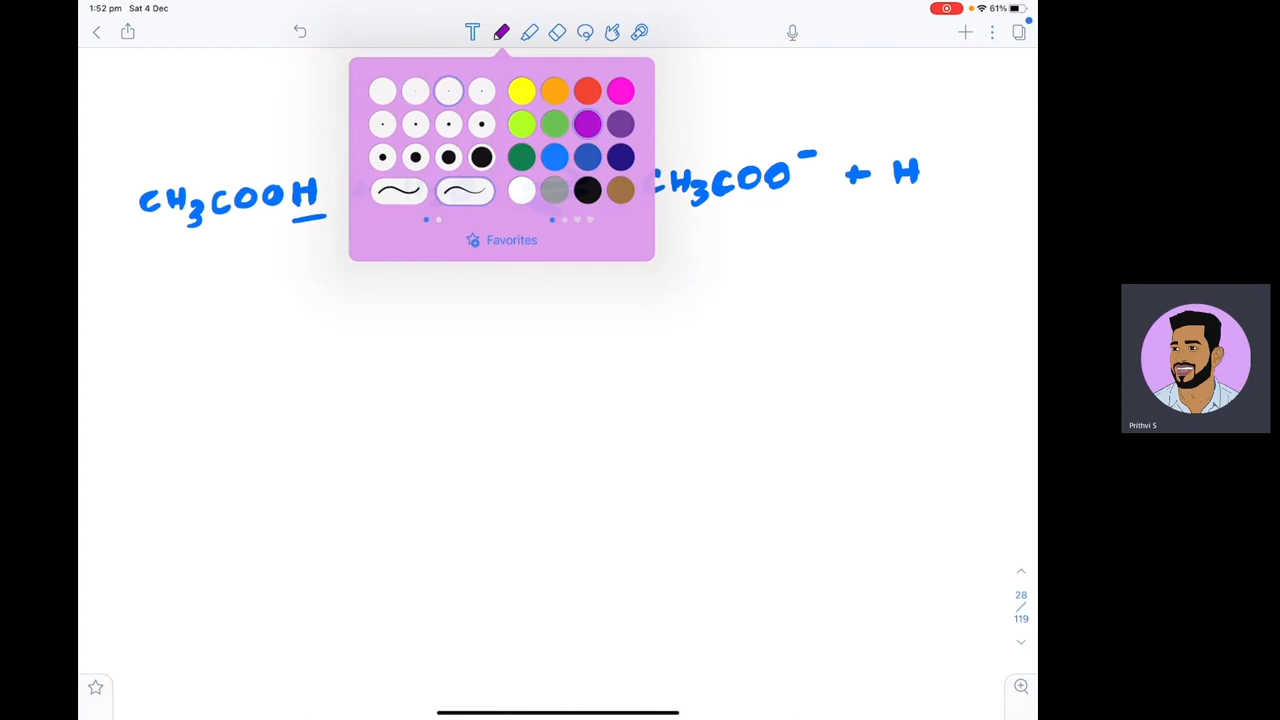 1:52 pm Sat 4 Dec 61%
T
CH₃COOH CH₃COO⁻ + H
Favorites
Prithvi S
28
/
119